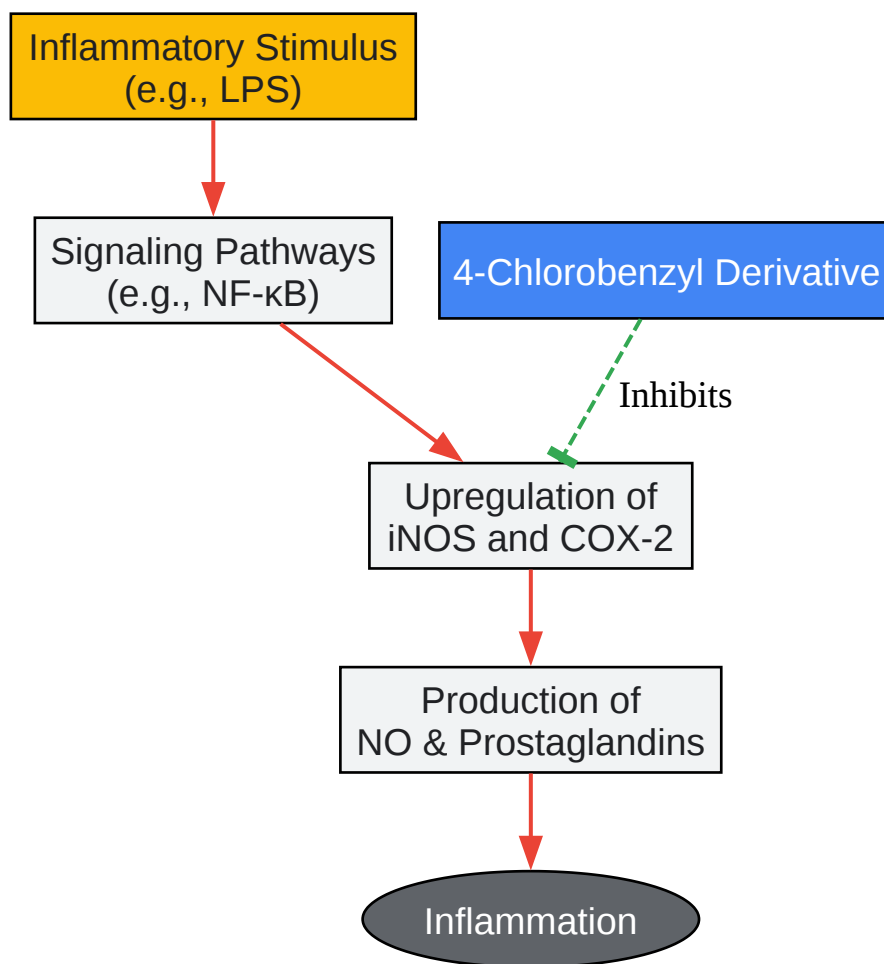 Inflammatory Stimulus
(e.g., LPS)
Signaling Pathways
(e.g., NF-κB)
4-Chlorobenzyl Derivative
Inhibits
Upregulation of
iNOS and COX-2
Production of
NO & Prostaglandins
Inflammation